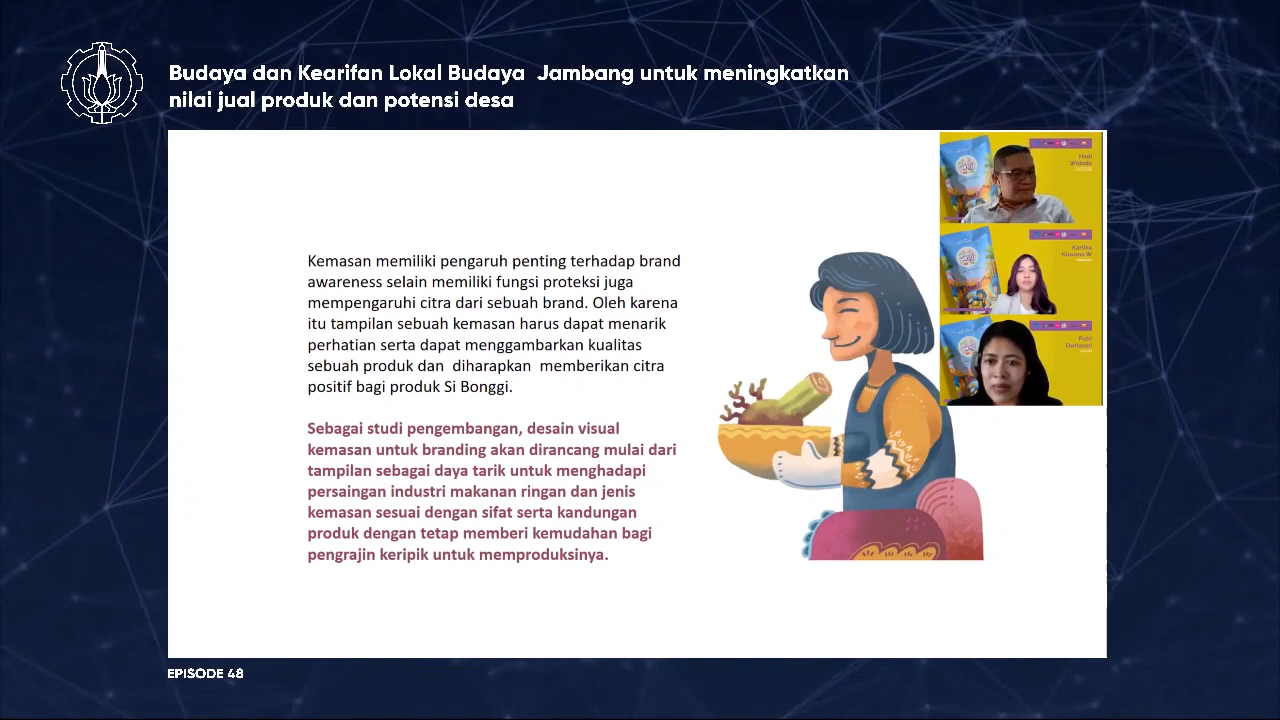 Budaya dan Kearifan Lokal Budaya Jambang untuk meningkatkan
nilai jual produk dan potensi desa
Kemasan memiliki pengaruh penting terhadap brand
awareness selain memiliki fungsi proteksi juga
mempengaruhi citra dari sebuah brand. Oleh karena
itu tampilan sebuah kemasan harus dapat menarik
perhatian serta dapat menggambarkan kualitas
sebuah produk dan diharapkan memberikan citra
positif bagi produk Si Bonggi.
Sebagai studi pengembangan, desain visual
kemasan untuk branding akan dirancang mulai dari
tampilan sebagai daya tarik untuk menghadapi
persaingan industri makanan ringan dan jenis
kemasan sesuai dengan sifat serta kandungan
produk dengan tetap memberi kemudahan bagi
pengrajin keripik untuk memproduksinya.
Hadi
Widodo
Kartika
Kusuma W
Putri
Dwitasari
EPISODE 48